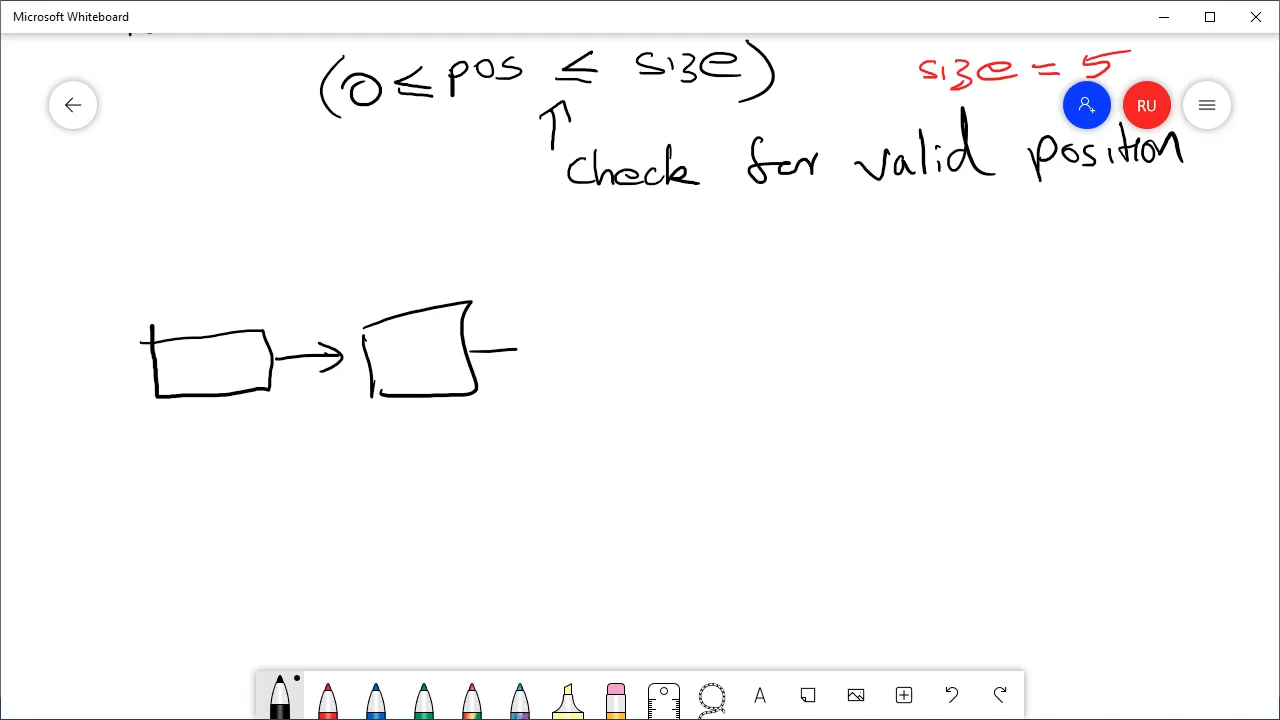 Microsoft Whiteboard
(0 ≤ pos ≤ size)
size = 5
RU
↑
check for valid position
A